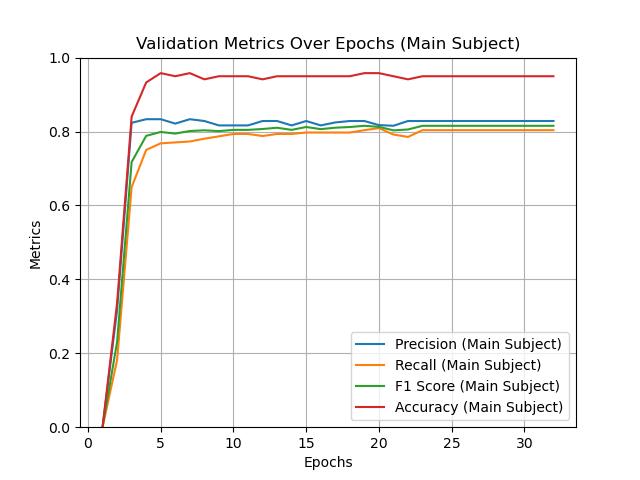 Validation Metrics Over Epochs (Main Subject)
1.0
0.8
0.6
0.4
0.2
0.0
Metrics
Precision (Main Subject)
Recall (Main Subject)
F1 Score (Main Subject)
Accuracy (Main Subject)
0 5 10 15 20 25 30
Epochs